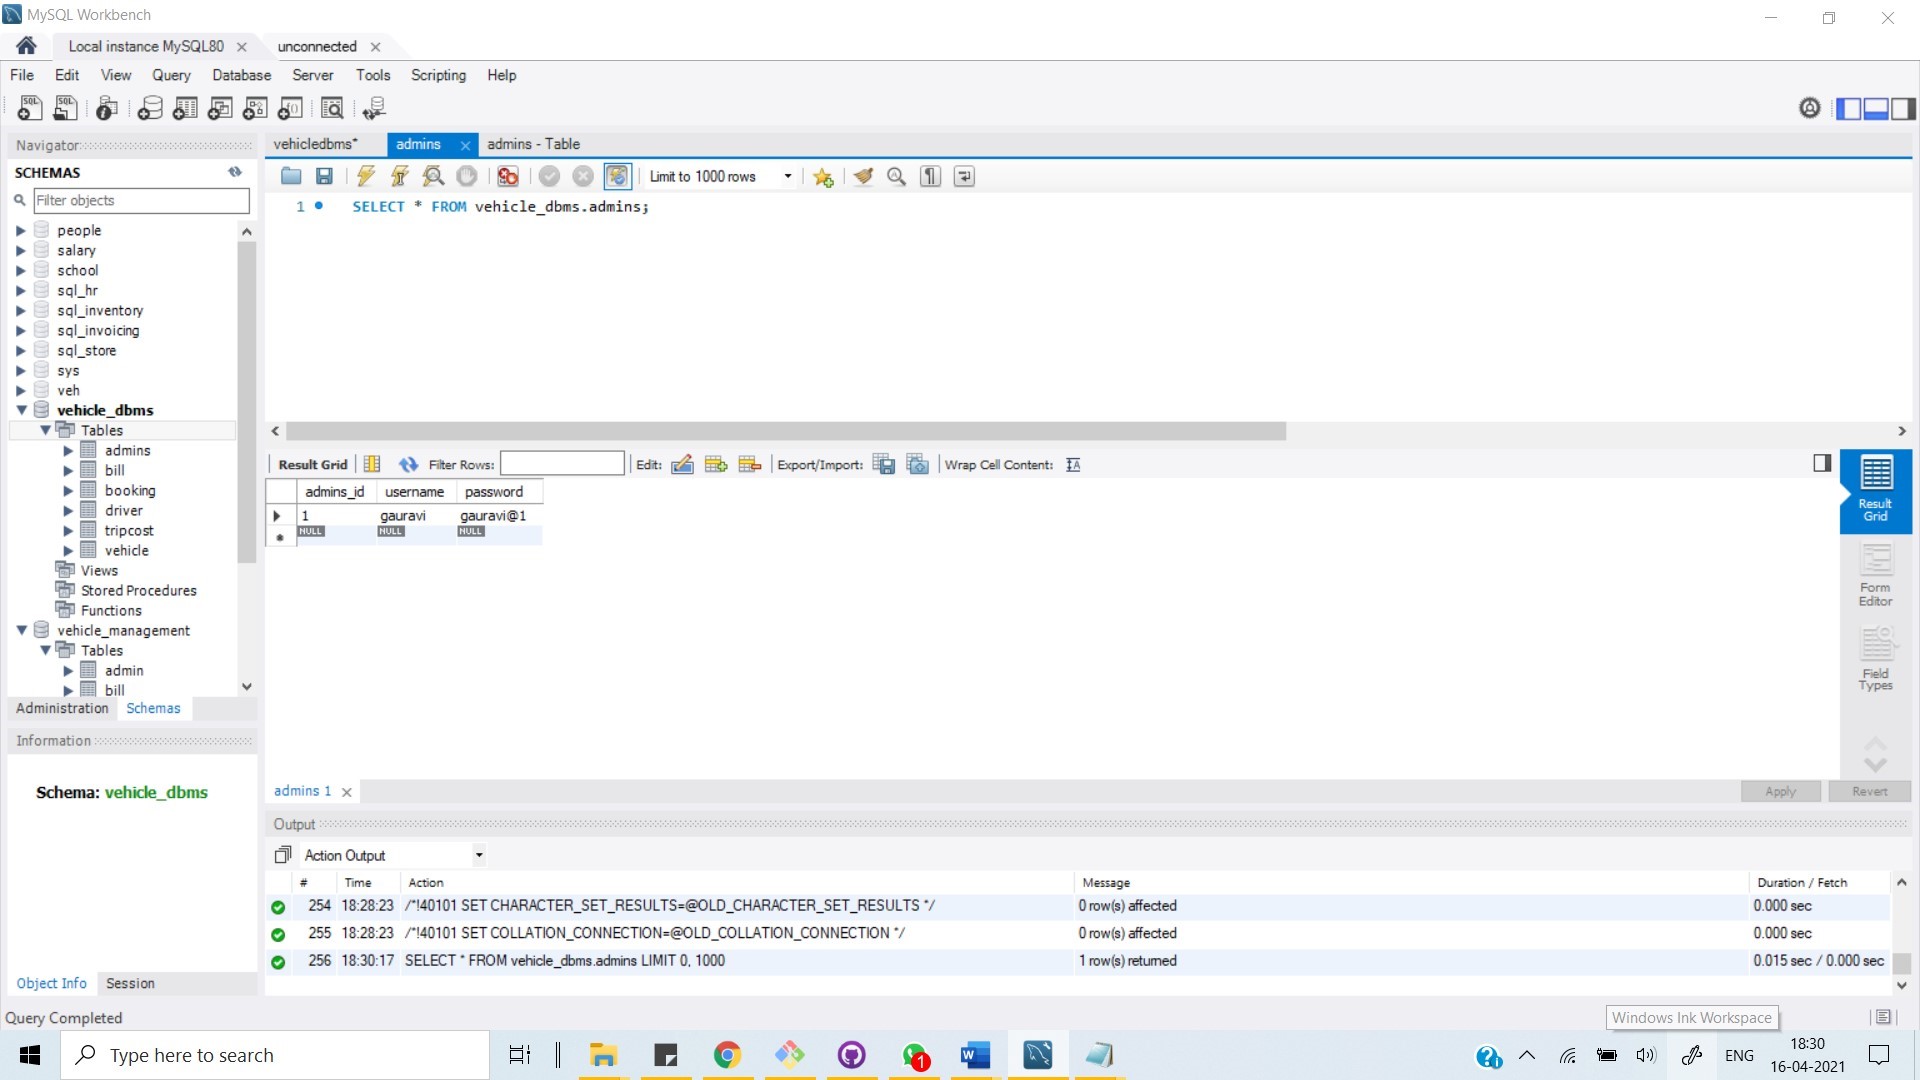 MySQL Workbench
Local instance MySQL80
unconnected
File Edit View Query Database Server Tools Scripting Help
Navigator
vehicledbms*
admins
admins - Table
SCHEMAS
Filter objects
Limit to 1000 rows
1 SELECT * FROM vehicle_dbms.admins;
people
salary
school
sql_hr
sql_inventory
sql_invoicing
sql_store
sys
veh
vehicle_dbms
Tables
admins
bill
booking
driver
tripcost
vehicle
Views
Stored Procedures
Functions
vehicle_management
Tables
admin
bill
Administration Schemas
Information
Schema: vehicle_dbms
Object Info Session
Result Grid Filter Rows: Edit: Export/Import: Wrap Cell Content:
admins_id username password
1 gauravi gauravi@1
NULL NULL NULL
Result
Grid
Form
Editor
Field
Types
admins 1
Apply Revert
Output
Action Output
# Time Action Message Duration / Fetch
254 18:28:23 /*!40101 SET CHARACTER_SET_RESULTS=@OLD_CHARACTER_SET_RESULTS */ 0 row(s) affected 0.000 sec
255 18:28:23 /*!40101 SET COLLATION_CONNECTION=@OLD_COLLATION_CONNECTION */ 0 row(s) affected 0.000 sec
256 18:30:17 SELECT * FROM vehicle_dbms.admins LIMIT 0, 1000 1 row(s) returned 0.015 sec / 0.000 sec
Query Completed
Windows Ink Workspace
Type here to search
1
ENG
18:30
16-04-2021